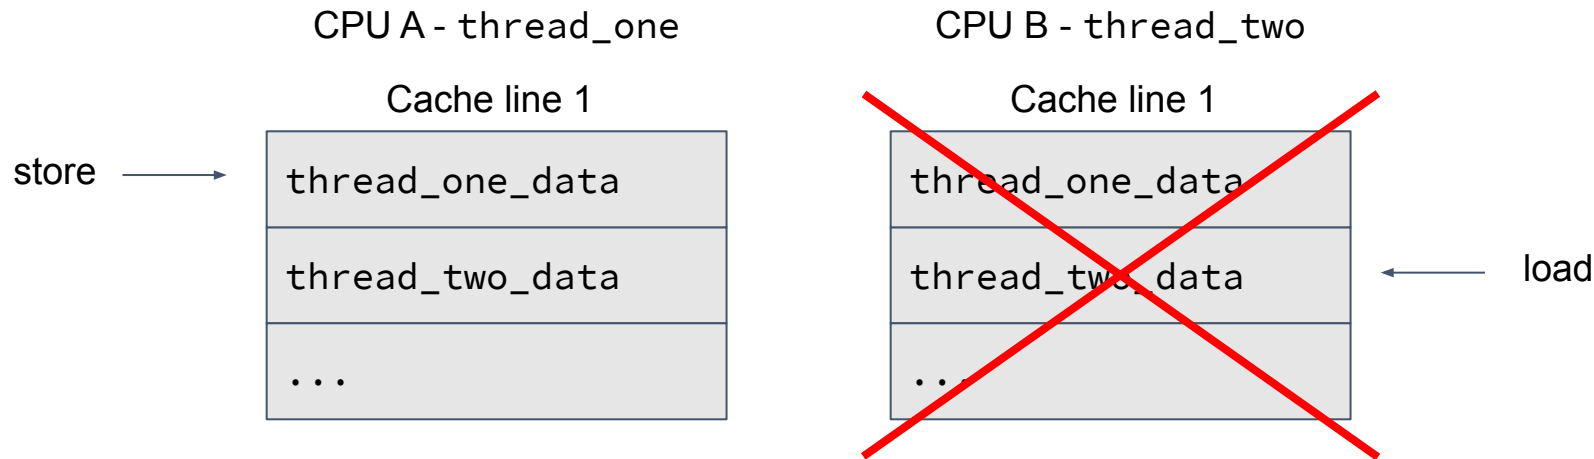 CPU A - thread_one
Cache line 1
store
thread_one_data
thread_two_data
...
CPU B - thread_two
Cache line 1
thread_one_data
thread_two_data
load
...